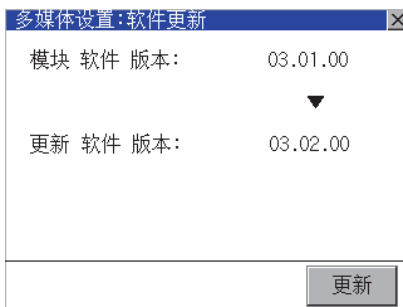 多媒体设置:软件更新
模块 软件 版本: 03.01.00
▼
更新 软件 版本: 03.02.00
更新